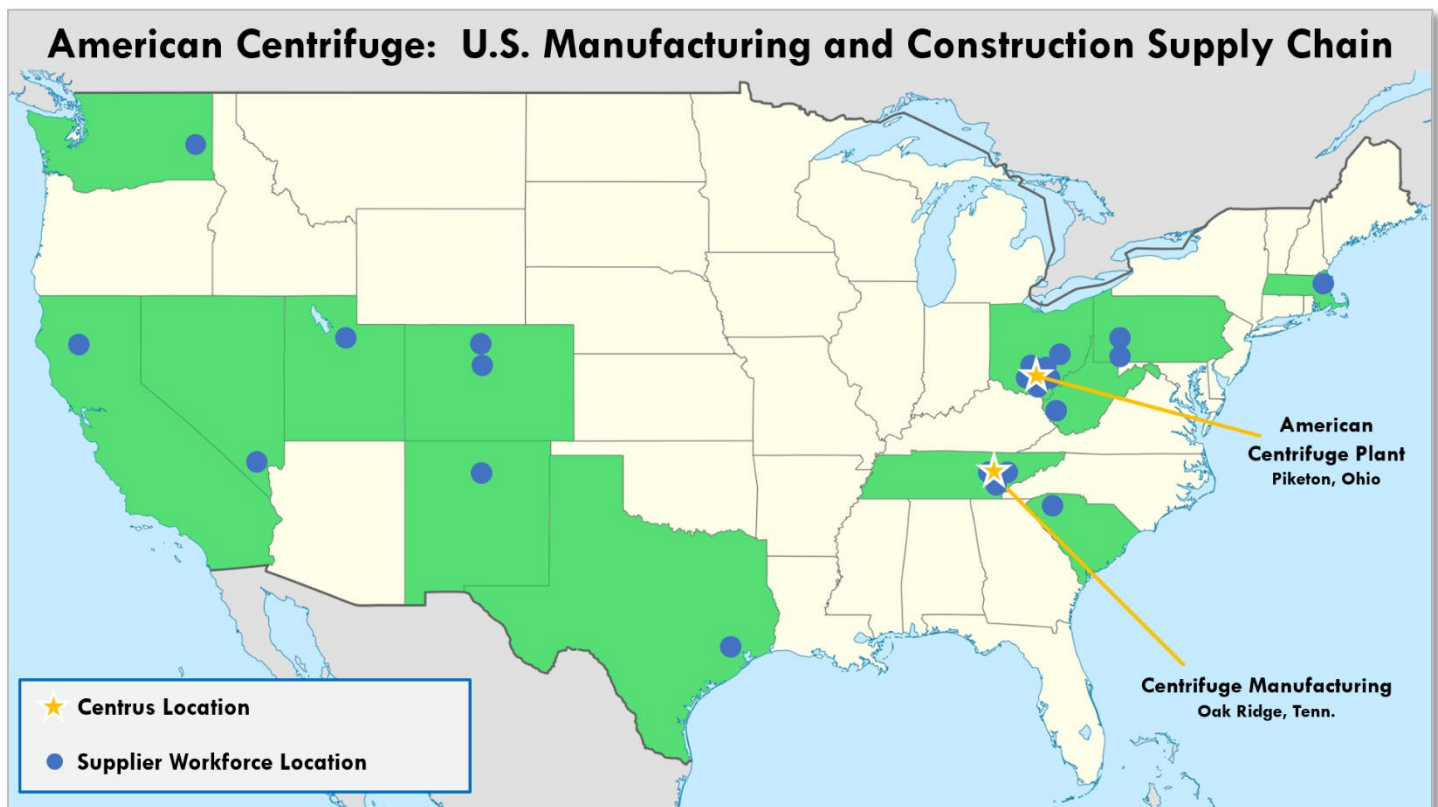 American Centrifuge: U.S. Manufacturing and Construction Supply Chain
American
Centrifuge Plant
Piketon, Ohio
Centrifuge Manufacturing
Oak Ridge, Tenn.
Centrus Location
Supplier Workforce Location